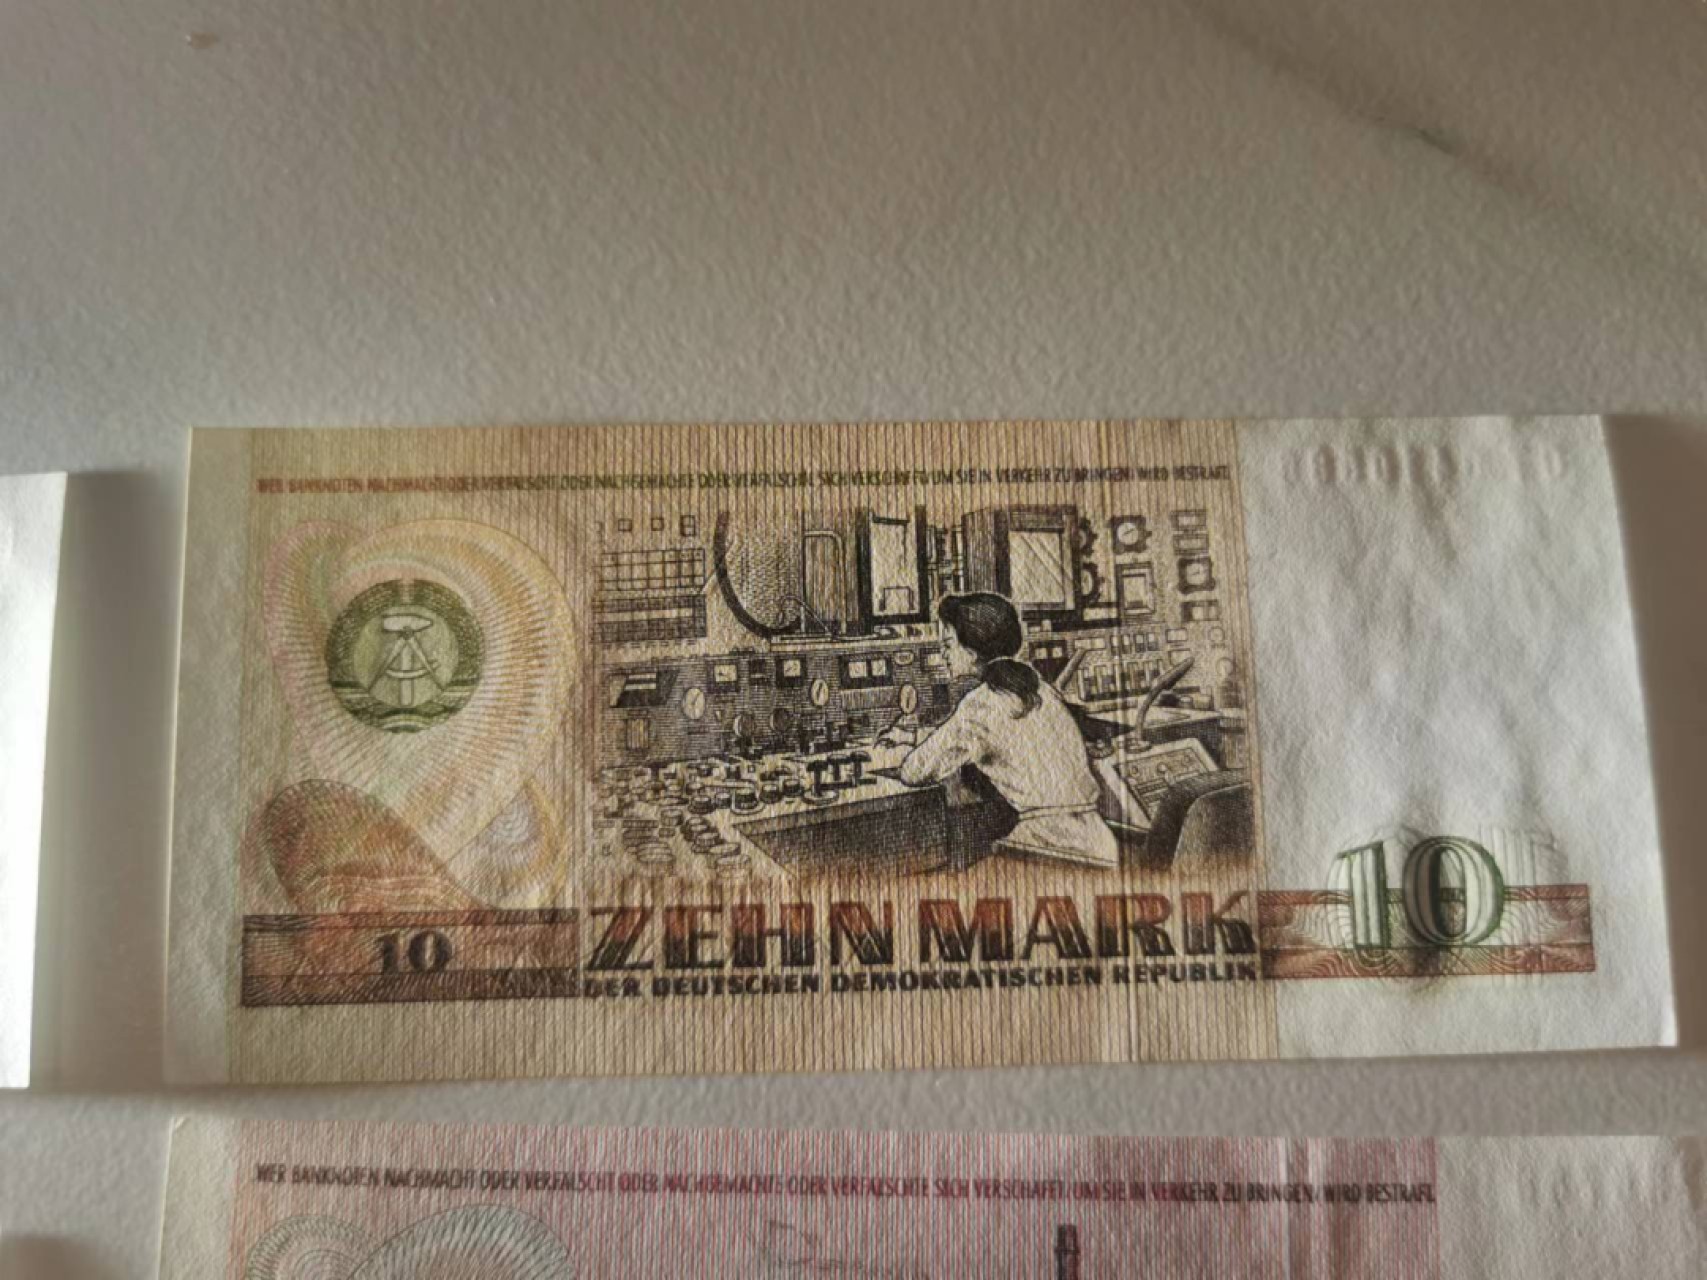 WER BANKNOTEN NACHMACHT ODER VERFÄLSCHT ODER NACHGEMACHTE ODER VERFÄLSCHTE SICH VERSCHAFFT UM SIE IN VERKEHR ZU BRINGEN WIRD BESTRAFT
10 ZEHN MARK 10
DER DEUTSCHEN DEMOKRATISCHEN REPUBLIK
WER BANKNOTEN NACHMACHT ODER VERFÄLSCHT ODER NACHGEMACHTE ODER VERFÄLSCHTE SICH VERSCHAFFT/UM SIE IN VERKEHR ZU BRINGEN/WIRD BESTRAFT